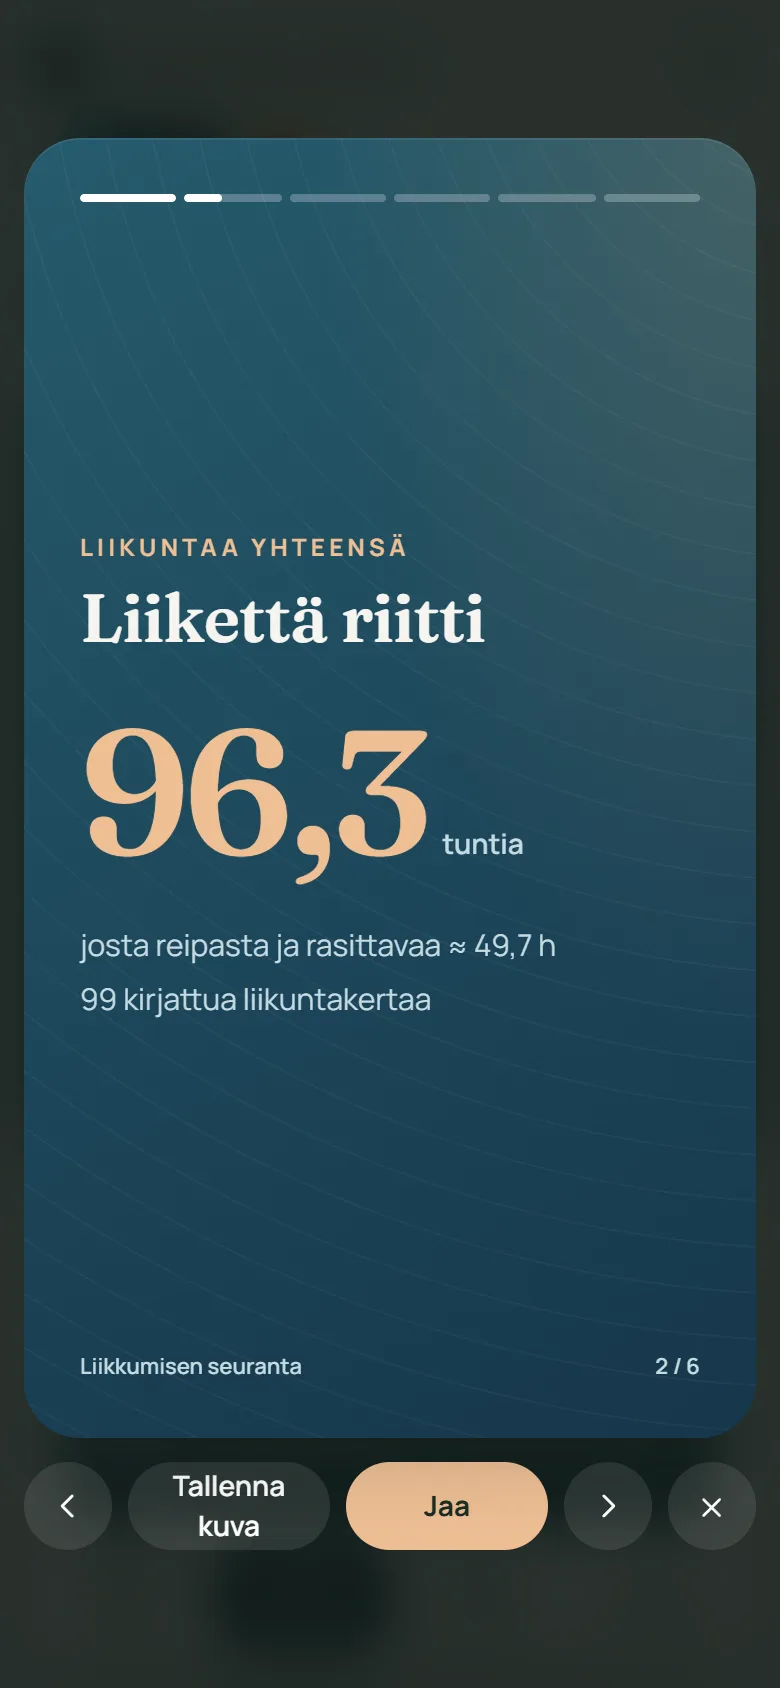 LIIKUNTAA YHTEENSÄ
Liikettä riitti
96,3 tuntia
josta reipasta ja rasittavaa ≈ 49,7 h
99 kirjattua liikuntakertaa
Liikkumisen seuranta 2 / 6
Tallenna
kuva
Jaa